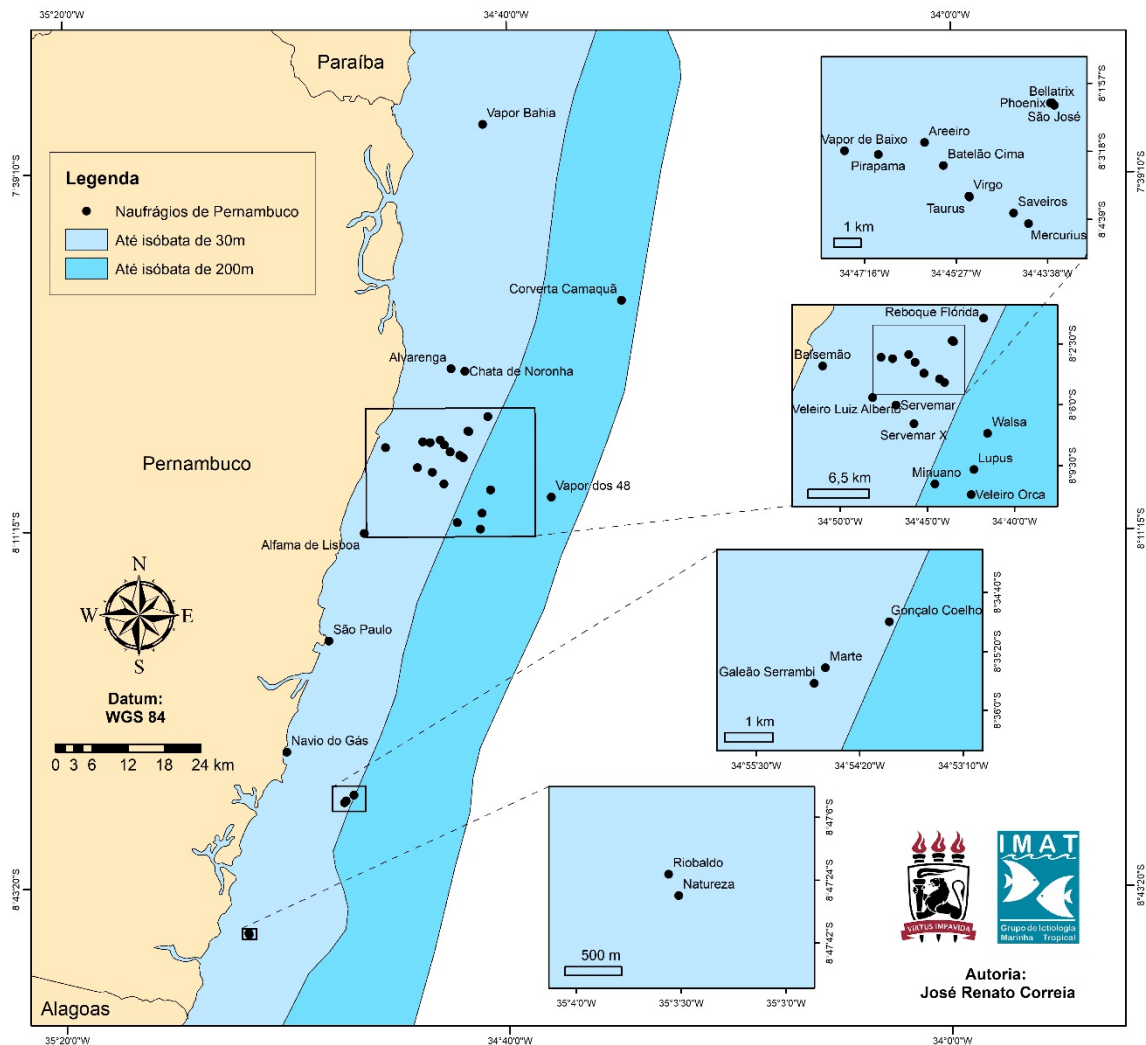 35°20'0"W
34°40'0"W
34°0'0"W
7°39'10"S
8°11'15"S
8°43'20"S
Paraíba
Vapor Bahia
Legenda
Naufrágios de Pernambuco
Até isóbata de 30m
Até isóbata de 200m
Corverta Camaquã
Alvarenga
Chata de Noronha
Pernambuco
Vapor dos 48
Alfama de Lisboa
N
W
E
S
São Paulo
Datum:
WGS 84
0 3 6 12 18 24 km
Navio do Gás
Alagoas
35°20'0"W
34°40'0"W
34°0'0"W
7°39'10"S
8°11'15"S
8°43'20"S
Bellatrix
Phoenix
São José
Areeiro
Vapor de Baixo
Pirapama
Batelão Cima
Virgo
Taurus
Saveiros
Mercurius
1 km
34°47'16"W
34°45'27"W
34°43'38"W
8°1'57"S
8°3'18"S
8°4'39"S
Reboque Flórida
Balsemão
Veleiro Luiz Alberto
Servemar
Servemar X
Walsa
Lupus
Minuano
Veleiro Orca
6,5 km
34°50'0"W
34°45'0"W
34°40'0"W
8°2'30"S
8°6'0"S
8°9'30"S
Gonçalo Coelho
Marte
Galeão Serrambi
1 km
34°55'30"W
34°54'20"W
34°53'10"W
8°34'40"S
8°35'20"S
8°36'0"S
Riobaldo
Natureza
500 m
35°4'0"W
35°3'30"W
35°3'0"W
8°47'6"S
8°47'24"S
8°47'42"S
VIRTUS IMPAVIDA
IMAT
Grupo de Ictiologia
Marinha Tropical
Autoria:
José Renato Correia